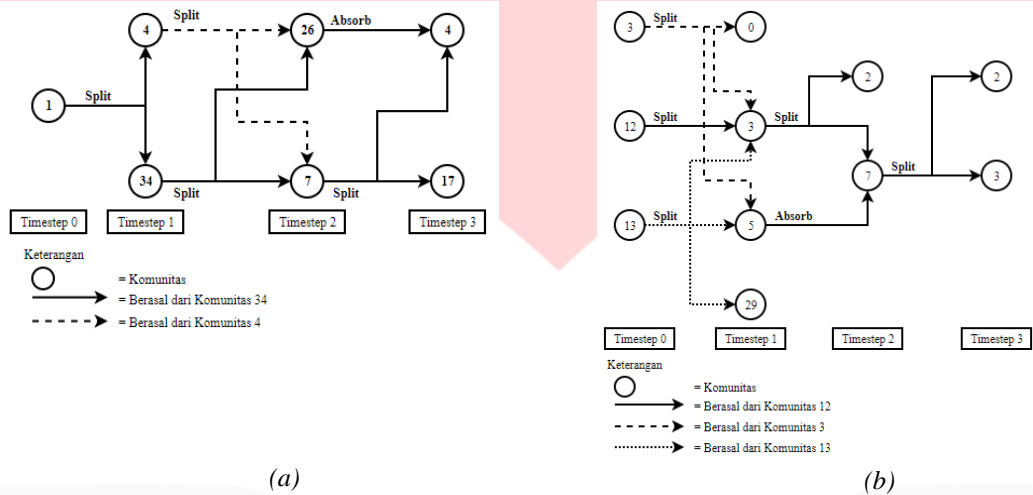 Split
4
26
Absorb
4
1
Split
34
Split
7
Split
17
Timestep 0
Timestep 1
Timestep 2
Timestep 3
Keterangan
= Komunitas
= Berasal dari Komunitas 34
= Berasal dari Komunitas 4
(a)
3
Split
0
2
2
12
Split
3
Split
7
Split
3
13
Split
5
Absorb
29
Timestep 0
Timestep 1
Timestep 2
Timestep 3
Keterangan
= Komunitas
= Berasal dari Komunitas 12
= Berasal dari Komunitas 3
= Berasal dari Komunitas 13
(b)